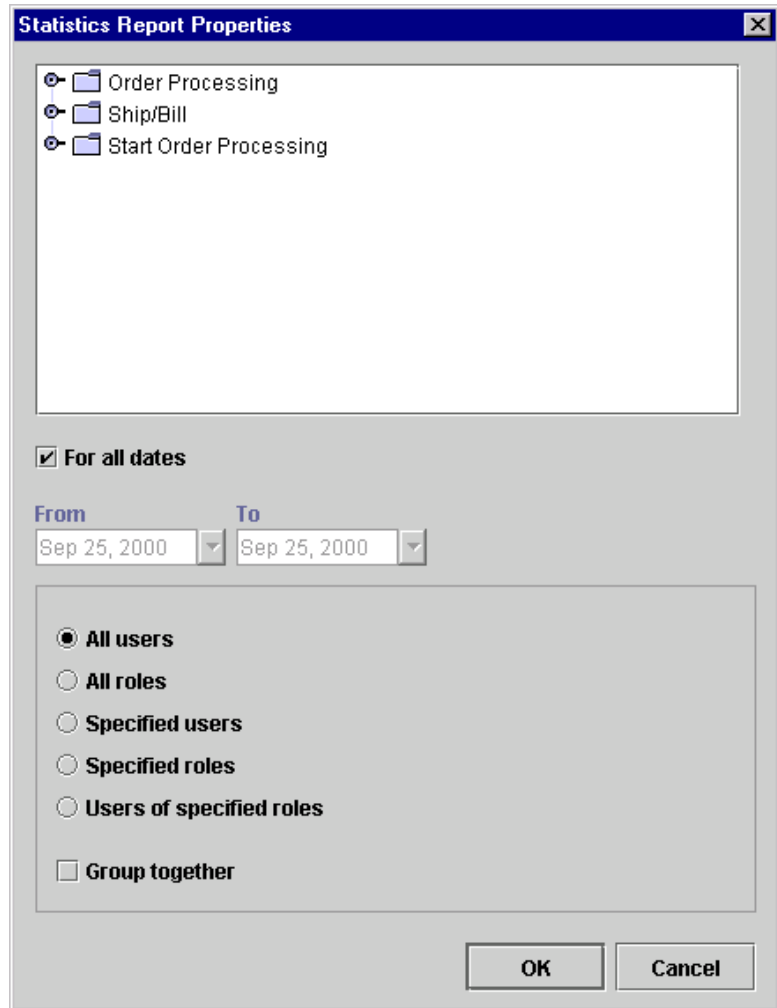 Statistics Report Properties
Order Processing
Ship/Bill
Start Order Processing
For all dates
From To
Sep 25, 2000 Sep 25, 2000
All users
All roles
Specified users
Specified roles
Users of specified roles
Group together
OK Cancel